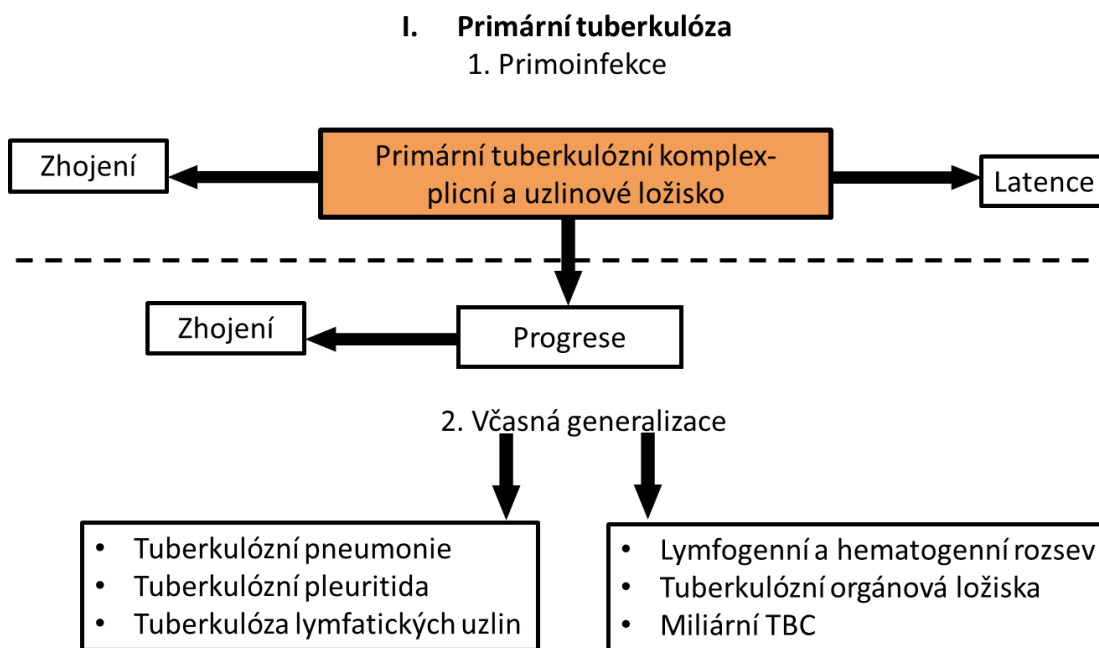 I. Primární tuberkulóza
1. Primoinfekce
Zhojení
Primární tuberkulózní komplex-
plicní a uzlinové ložisko
Latence
Zhojení
Progrese
2. Včasná generalizace
• Tuberkulózní pneumonie
• Tuberkulózní pleuritida
• Tuberkulóza lymfatických uzlin
• Lymfogenní a hematogenní rozsev
• Tuberkulózní orgánová ložiska
• Miliární TBC